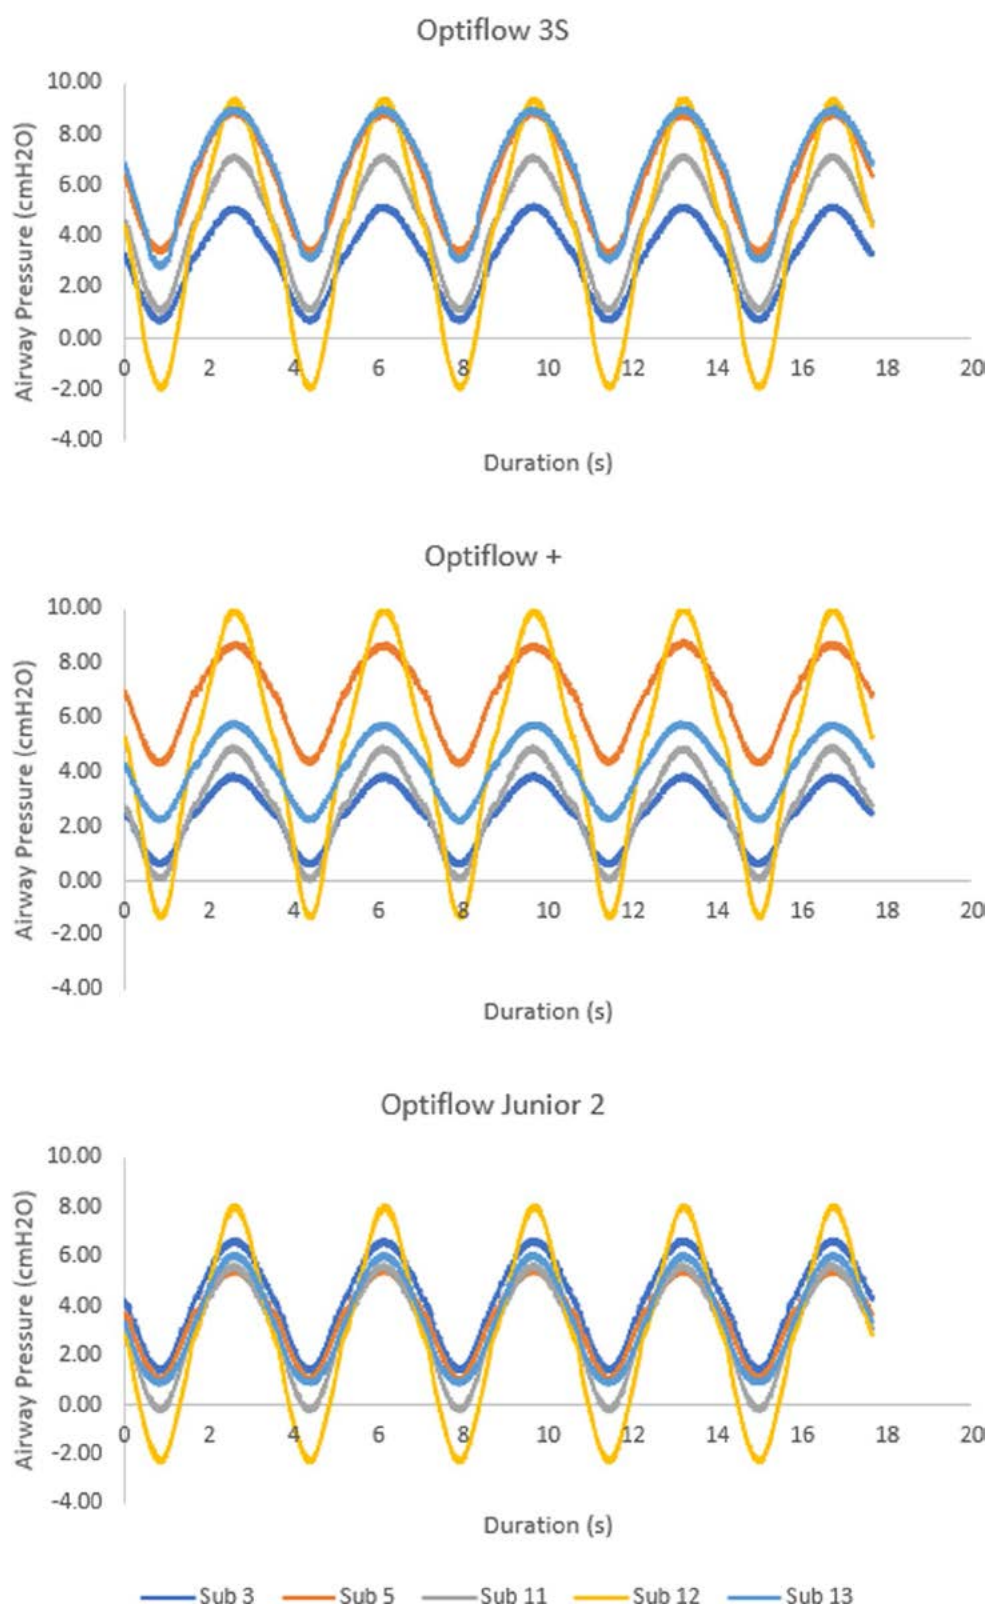 Optiflow 3S
Airway Pressure (cmH2O)
10.00
8.00
6.00
4.00
2.00
0.00
-2.00
-4.00
0 2 4 6 8 10 12 14 16 18 20
Duration (s)
Optiflow +
Airway Pressure (cmH2O)
10.00
8.00
6.00
4.00
2.00
0.00
-2.00
-4.00
0 2 4 6 8 10 12 14 16 18 20
Duration (s)
Optiflow Junior 2
Airway Pressure (cmH2O)
10.00
8.00
6.00
4.00
2.00
0.00
-2.00
-4.00
0 2 4 6 8 10 12 14 16 18 20
Duration (s)
Sub 3 Sub 5 Sub 11 Sub 12 Sub 13